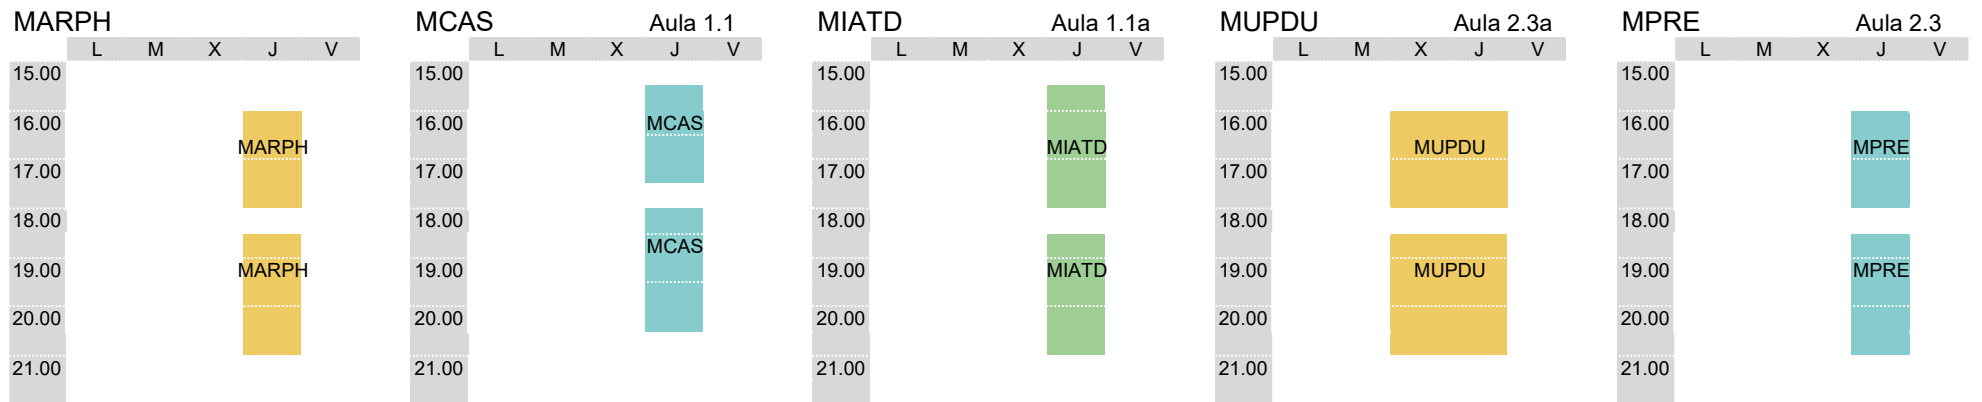 MARPH
L M X J V
15.00
16.00
MARPH
17.00
18.00
19.00
MARPH
20.00
21.00
MCAS Aula 1.1
L M X J V
15.00
16.00 MCAS
17.00
18.00
MCAS
19.00
20.00
21.00
MIATD Aula 1.1a
L M X J V
15.00
16.00
MIATD
17.00
18.00
19.00 MIATD
20.00
21.00
MUPDU Aula 2.3a
L M X J V
15.00
16.00
MUPDU
17.00
18.00
19.00 MUPDU
20.00
21.00
MPRE Aula 2.3
L M X J V
15.00
16.00
MPRE
17.00
18.00
19.00 MPRE
20.00
21.00